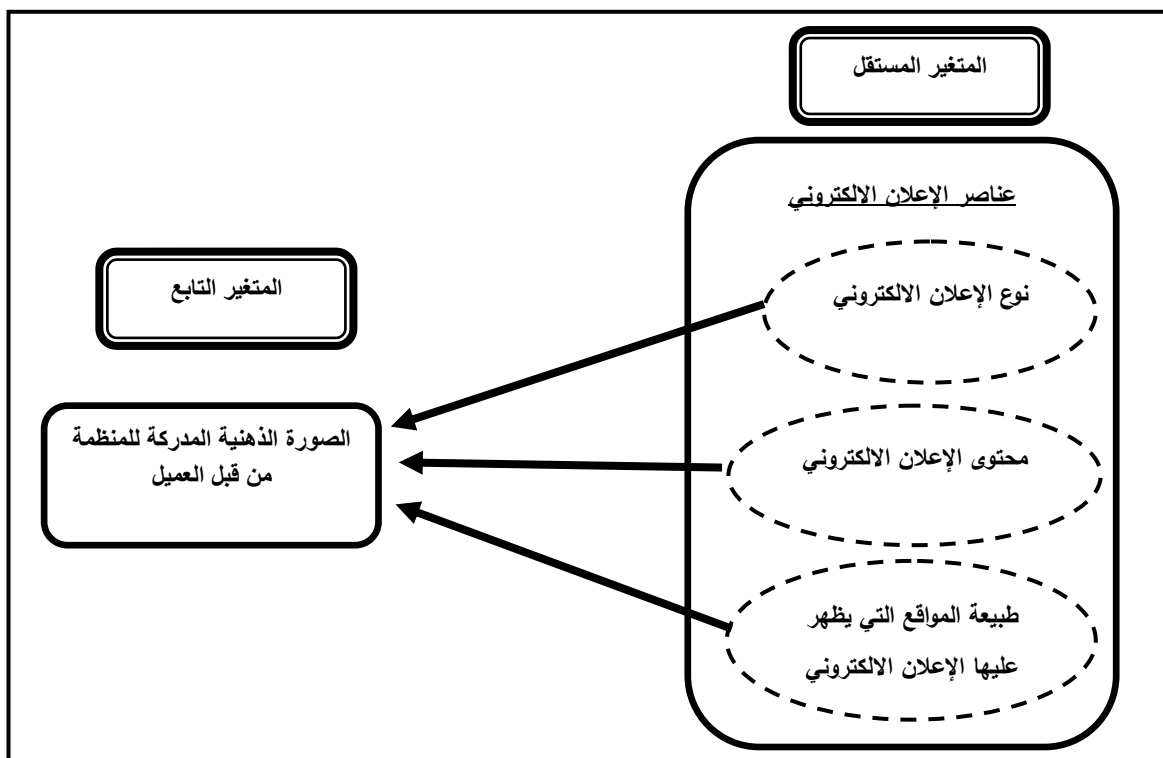 المتغير المستقل
عناصر الإعلان الالكتروني
نوع الإعلان الالكتروني
محتوى الإعلان الالكتروني
طبيعة المواقع التي يظهر
عليها الإعلان الالكتروني
المتغير التابع
الصورة الذهنية المدركة للمنظمة
من قبل العميل